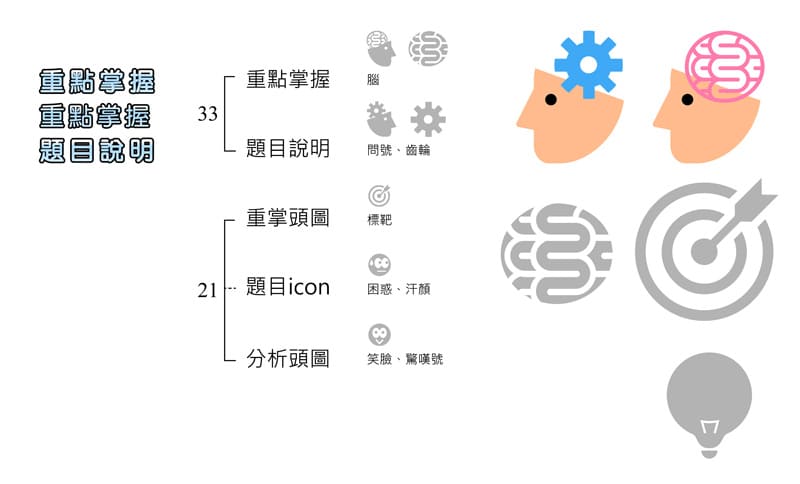 重點掌握
重點掌握
題目說明
33
重點掌握
腦
題目說明
問號、齒輪
21
重掌頭圖
標靶
題目icon
困惑、汗顏
分析頭圖
笑臉、驚嘆號